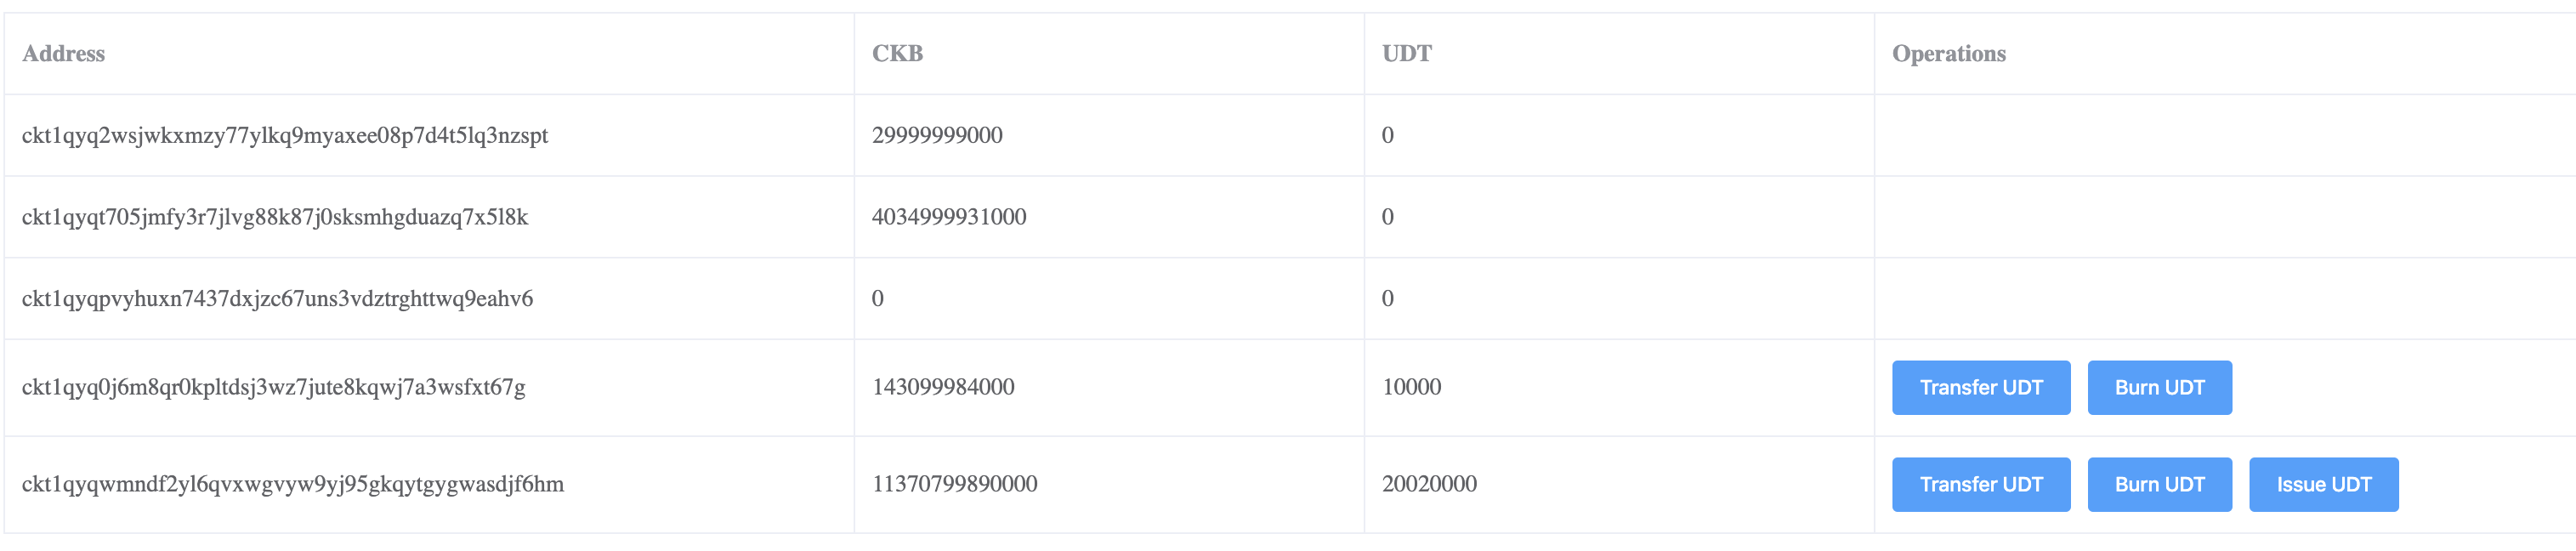 Address CKB UDT Operations
ckt1qyq2wsjwkxmzy77ylkq9myaxee08p7d4t5lq3nzspt 29999999000 0
ckt1qyqt705jmfy3r7jlvg88k87j0sksmhgduazq7x5l8k 4034999931000 0
ckt1qyqpvyhuxn7437dxjzc67uns3vdztrghttwq9eahv6 0 0
ckt1qyq0j6m8qr0kpltdsj3wz7jute8kqwj7a3wsfxt67g 143099984000 10000 Transfer UDT Burn UDT
ckt1qyqwmndf2yl6qvxwgvyw9yj95gkqytgygwasdjf6hm 11370799890000 20020000 Transfer UDT Burn UDT Issue UDT